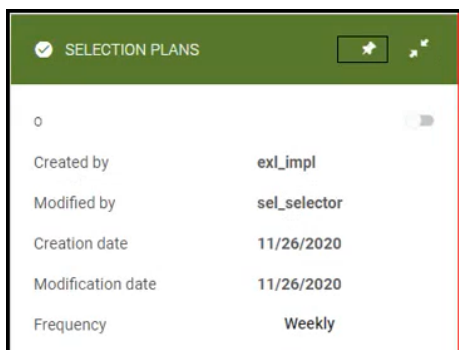 SELECTION PLANS
o
Created by exl_impl
Modified by sel_selector
Creation date 11/26/2020
Modification date 11/26/2020
Frequency Weekly